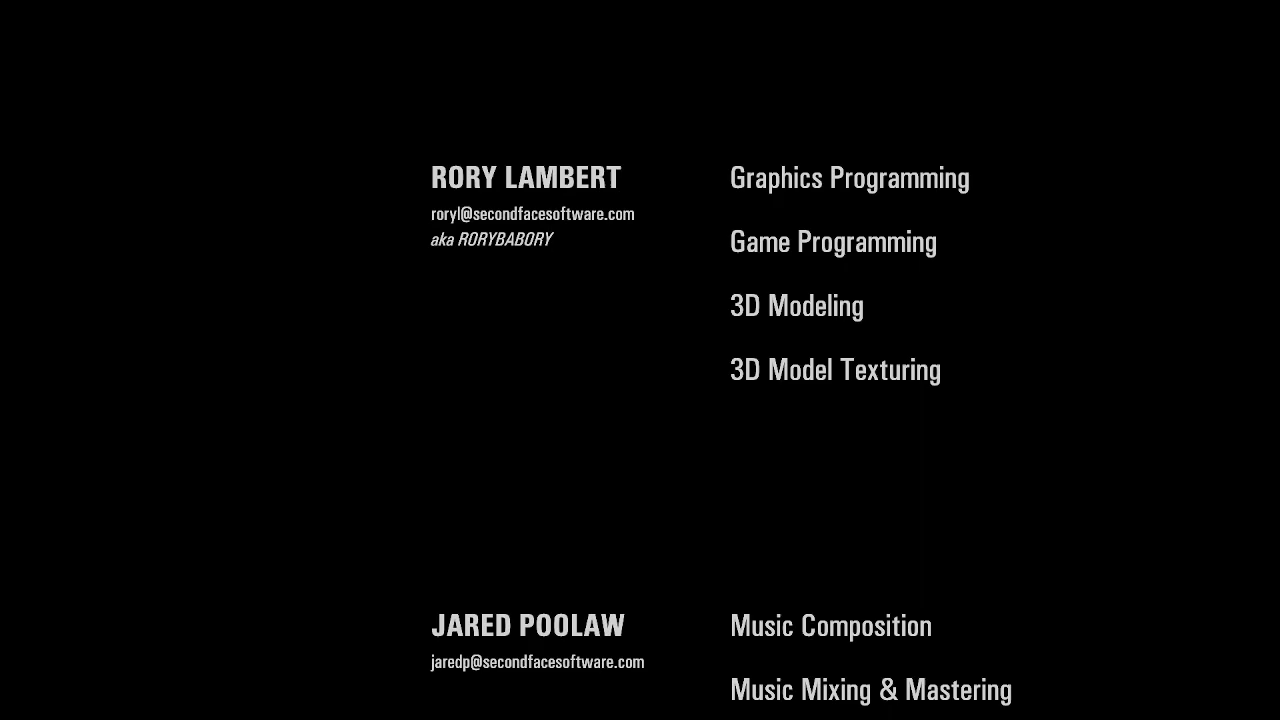 RORY LAMBERT
roryl@secondfacesoftware.com
aka RORYBABORY
Graphics Programming
Game Programming
3D Modeling
3D Model Texturing
JARED POOLAW
jaredp@secondfacesoftware.com
Music Composition
Music Mixing & Mastering